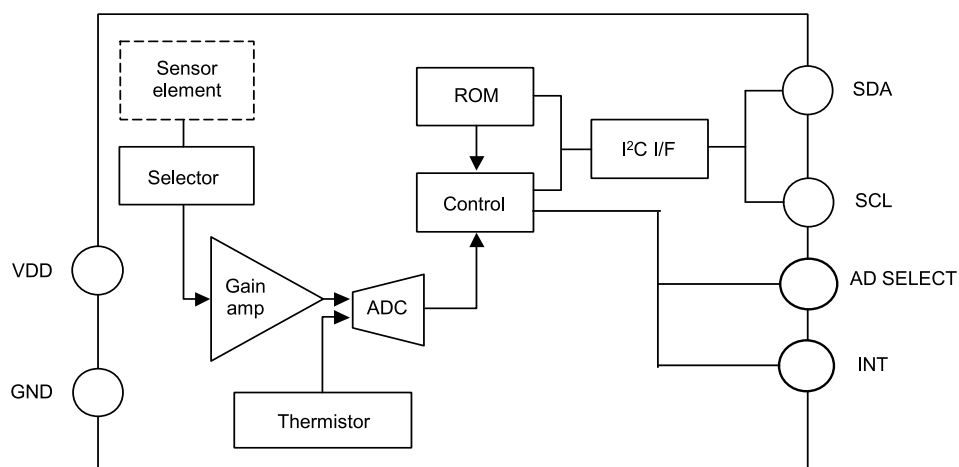 Sensor
element
ROM
SDA
I²C I/F
Selector
Control
SCL
VDD
Gain
amp
ADC
AD SELECT
INT
GND
Thermistor